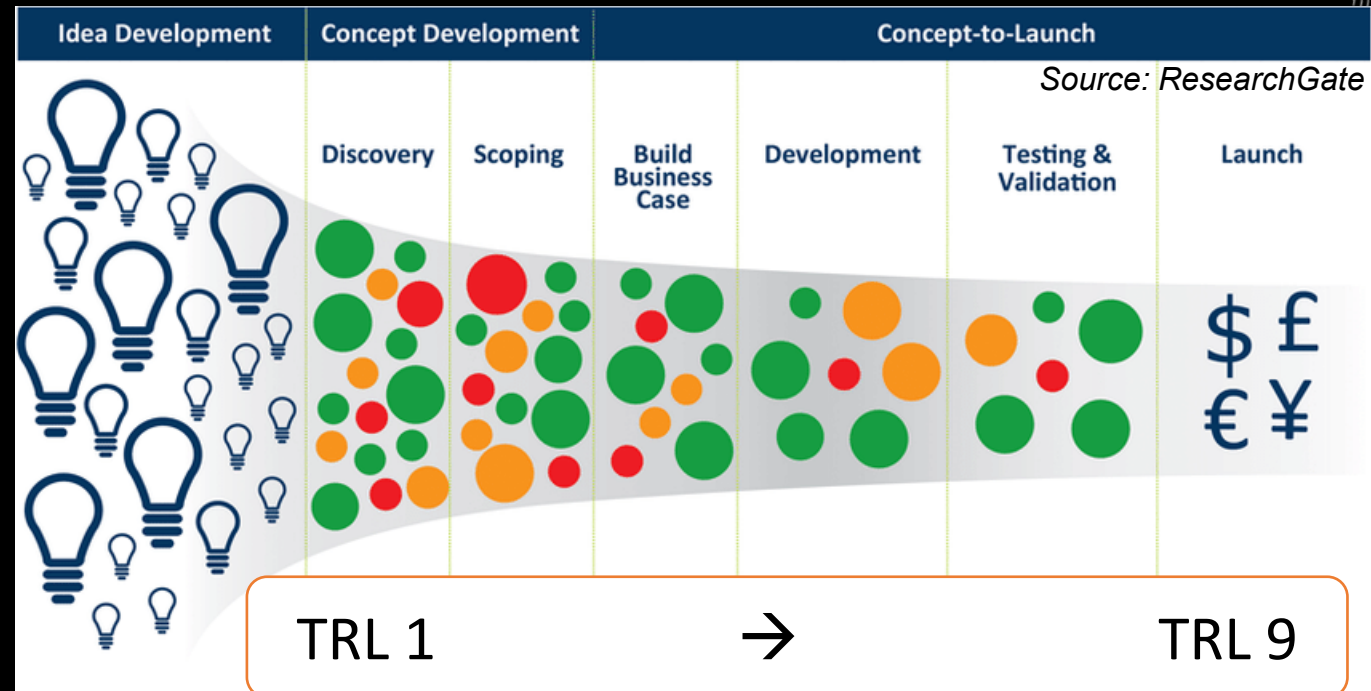 Idea Development
Concept Development
Concept-to-Launch
Source: ResearchGate
Discovery
Scoping
Build
Business
Case
Development
Testing &
Validation
Launch
$ £
€ ¥
TRL 1 → TRL 9